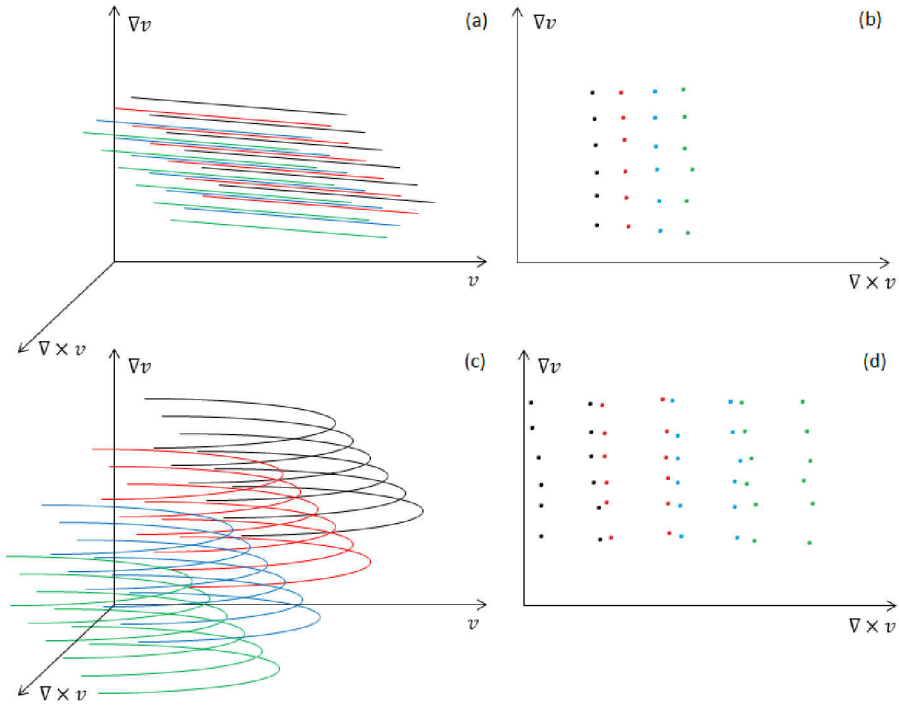 ∇v
(a)
v
∇ × v
∇v
(b)
∇ × v
∇v
(c)
v
∇ × v
∇v
(d)
∇ × v